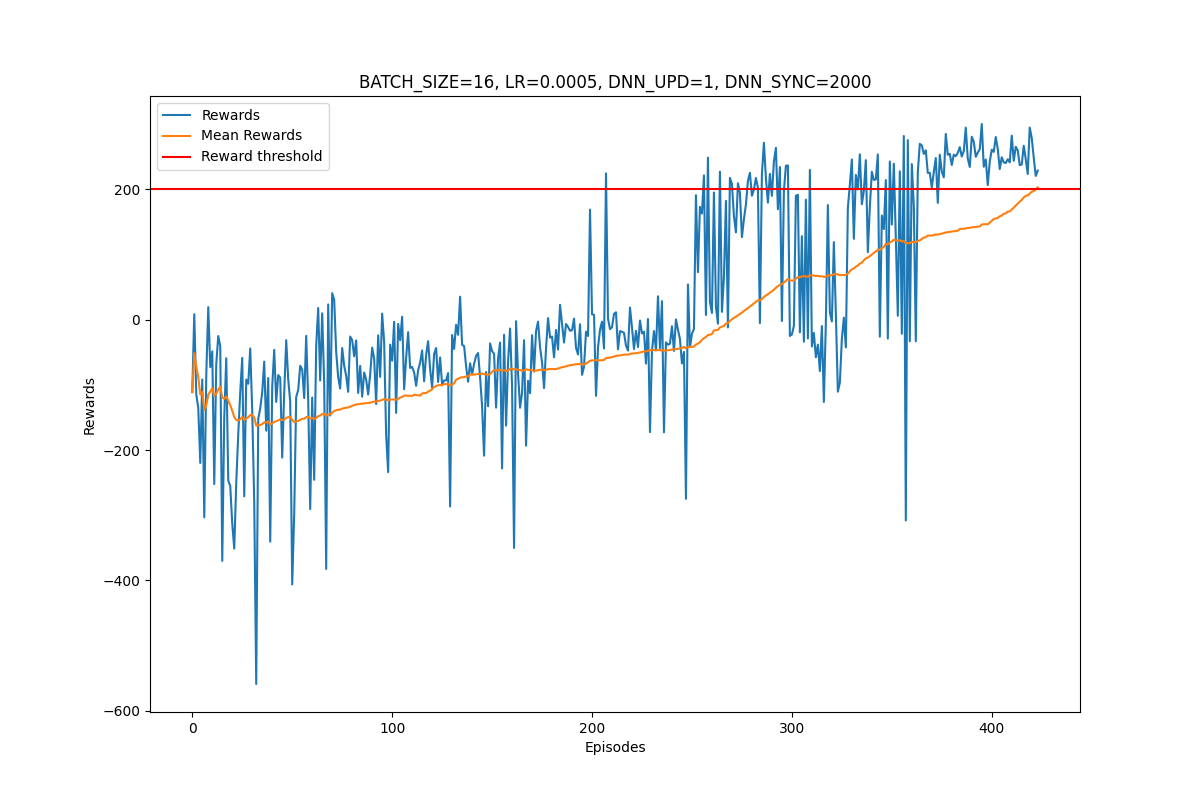 BATCH_SIZE=16, LR=0.0005, DNN_UPD=1, DNN_SYNC=2000
Rewards
Mean Rewards
Reward threshold
200
0
−200
−400
−600
Rewards
0
100
200
300
400
Episodes